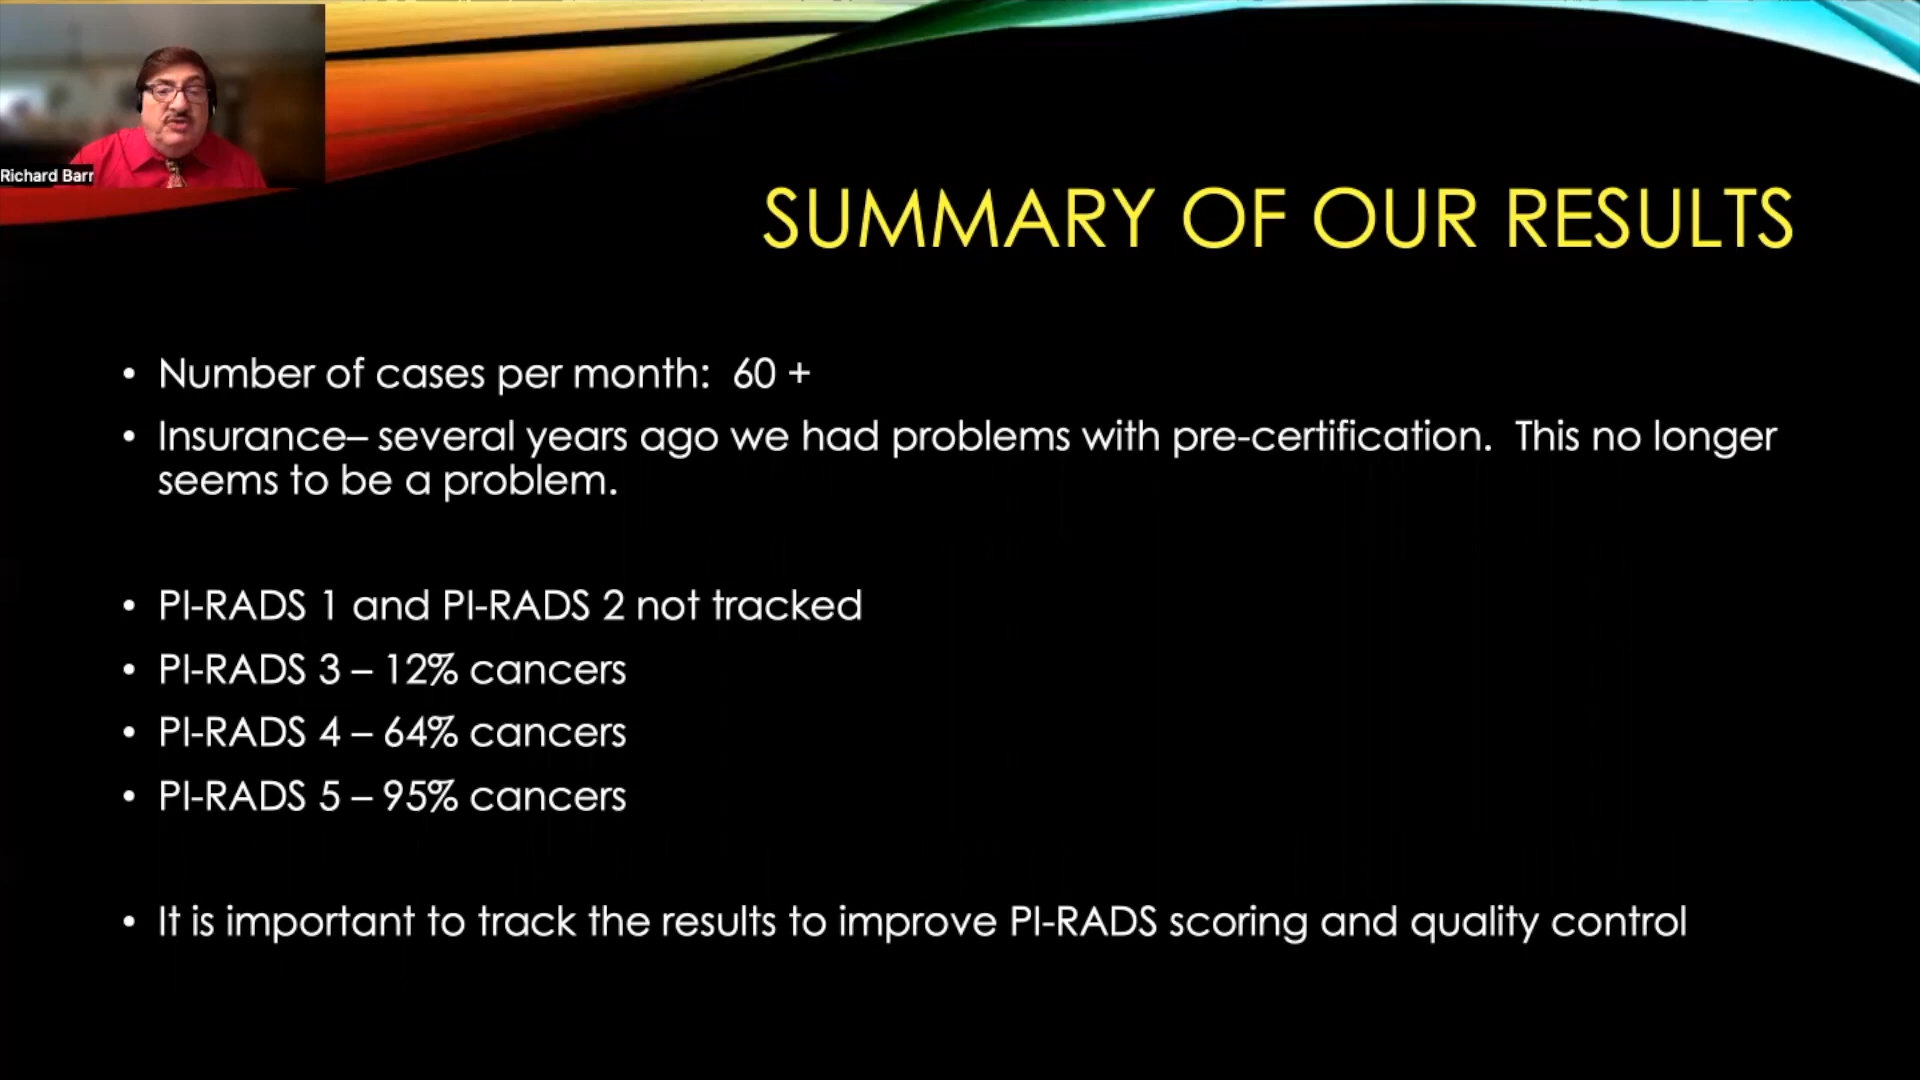 Richard Barr
SUMMARY OF OUR RESULTS
• Number of cases per month:  60 +
• Insurance– several years ago we had problems with pre-certification.  This no longer
seems to be a problem.
• PI-RADS 1 and PI-RADS 2 not tracked
• PI-RADS 3 – 12% cancers
• PI-RADS 4 – 64% cancers
• PI-RADS 5 – 95% cancers
• It is important to track the results to improve PI-RADS scoring and quality control